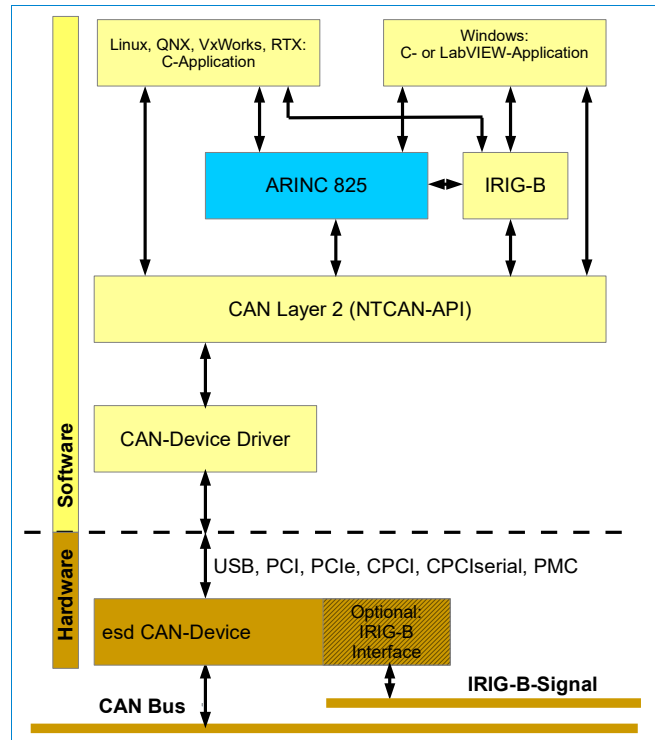 Linux, QNX, VxWorks, RTX:
C-Application
Windows:
C- or LabVIEW-Application
ARINC 825
IRIG-B
CAN Layer 2 (NTCAN-API)
CAN-Device Driver
Software
Hardware
USB, PCI, PCIe, CPCI, CPCIserial, PMC
esd CAN-Device
Optional:
IRIG-B
Interface
IRIG-B-Signal
CAN Bus